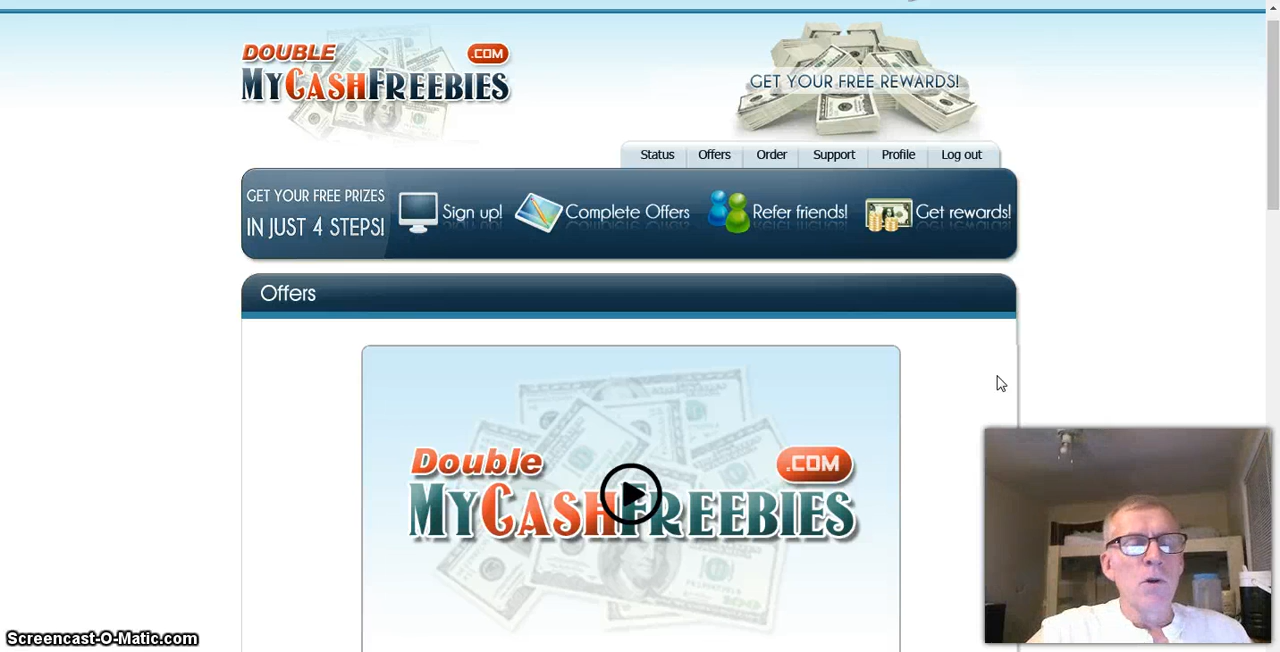 DOUBLE .COM
MYCASHFREEBIES
GET YOUR FREE REWARDS!
Status Offers Order Support Profile Log out
GET YOUR FREE PRIZES
IN JUST 4 STEPS!
Sign up! Complete Offers Refer friends! Get rewards!
Offers
Double .COM
MYCASHFREEBIES
Screencast-O-Matic.com